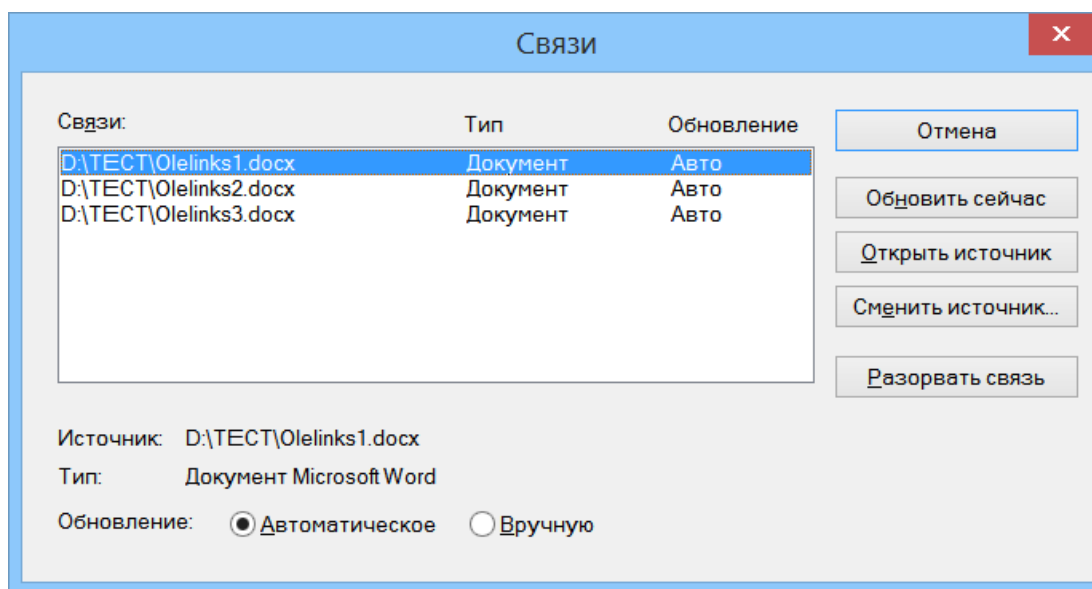 Связи
Связи: Тип Обновление
D:\ТЕСТ\Olelinks1.docx Документ Авто
D:\ТЕСТ\Olelinks2.docx Документ Авто
D:\ТЕСТ\Olelinks3.docx Документ Авто
Отмена
Обновить сейчас
Открыть источник
Сменить источник...
Разорвать связь
Источник: D:\ТЕСТ\Olelinks1.docx
Тип: Документ Microsoft Word
Обновление: Автоматическое Вручную